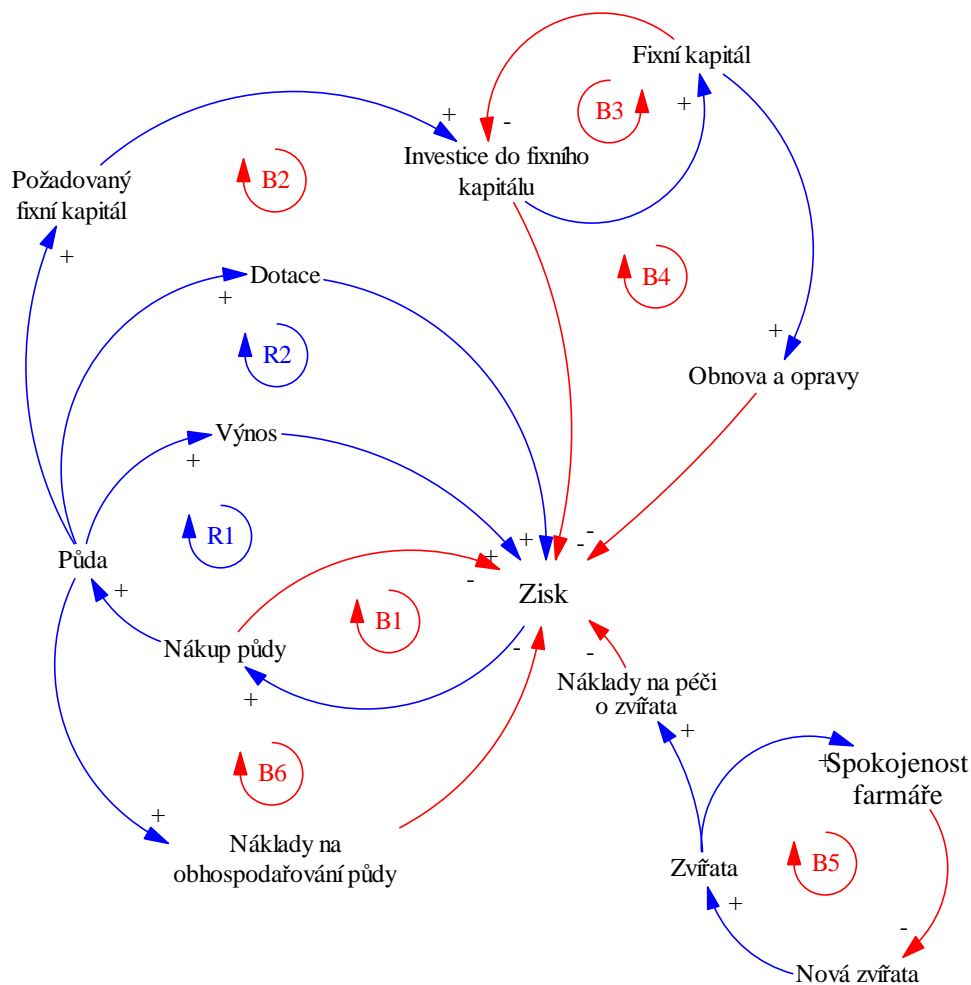 Fixní kapitál
+
-
B3
+
Investice do fixního
kapitálu
Požadovaný
fixní kapitál
B2
+
B4
Dotace
+
R2
+
Obnova a opravy
Výnos
+
R1
Půda
+
+
+
-
-
-
Zisk
B1
Nákup půdy
+
-
-
Náklady na péči
o zvířata
+
B6
+
Spokojenost
farmáře
+
Náklady na
obhospodařování půdy
Zvířata
B5
+
-
Nová zvířata